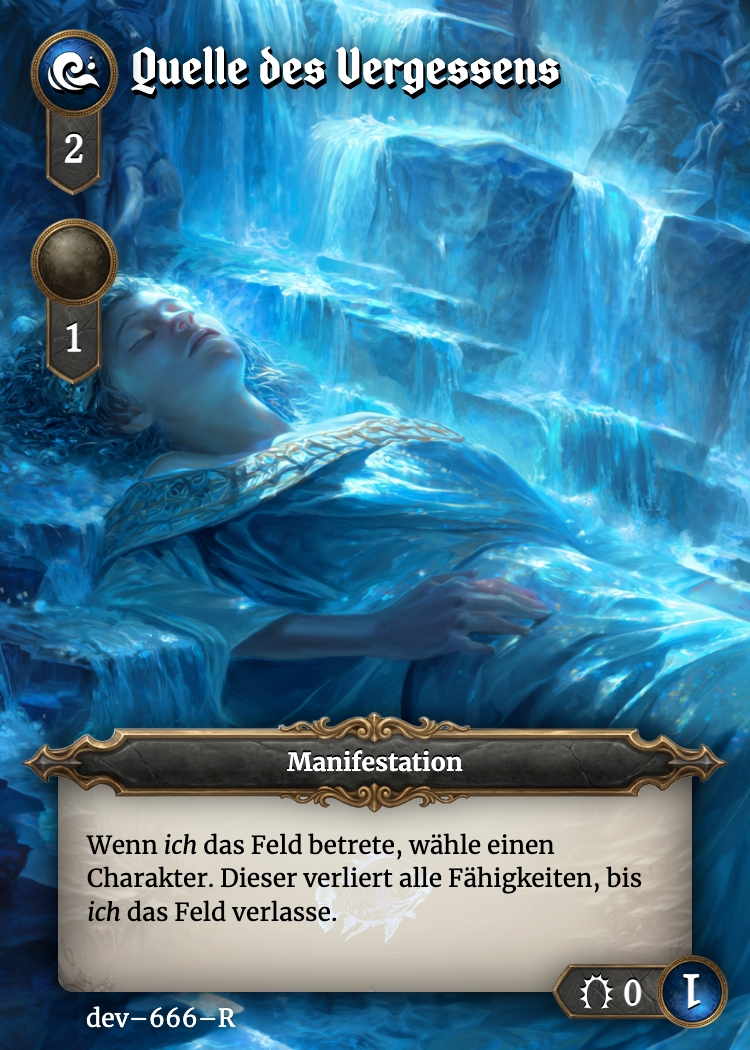 Quelle des Vergessens
2
1
Manifestation
Wenn ich das Feld betrete, wähle einen
Charakter. Dieser verliert alle Fähigkeiten, bis
ich das Feld verlasse.
0
1
dev–666–R